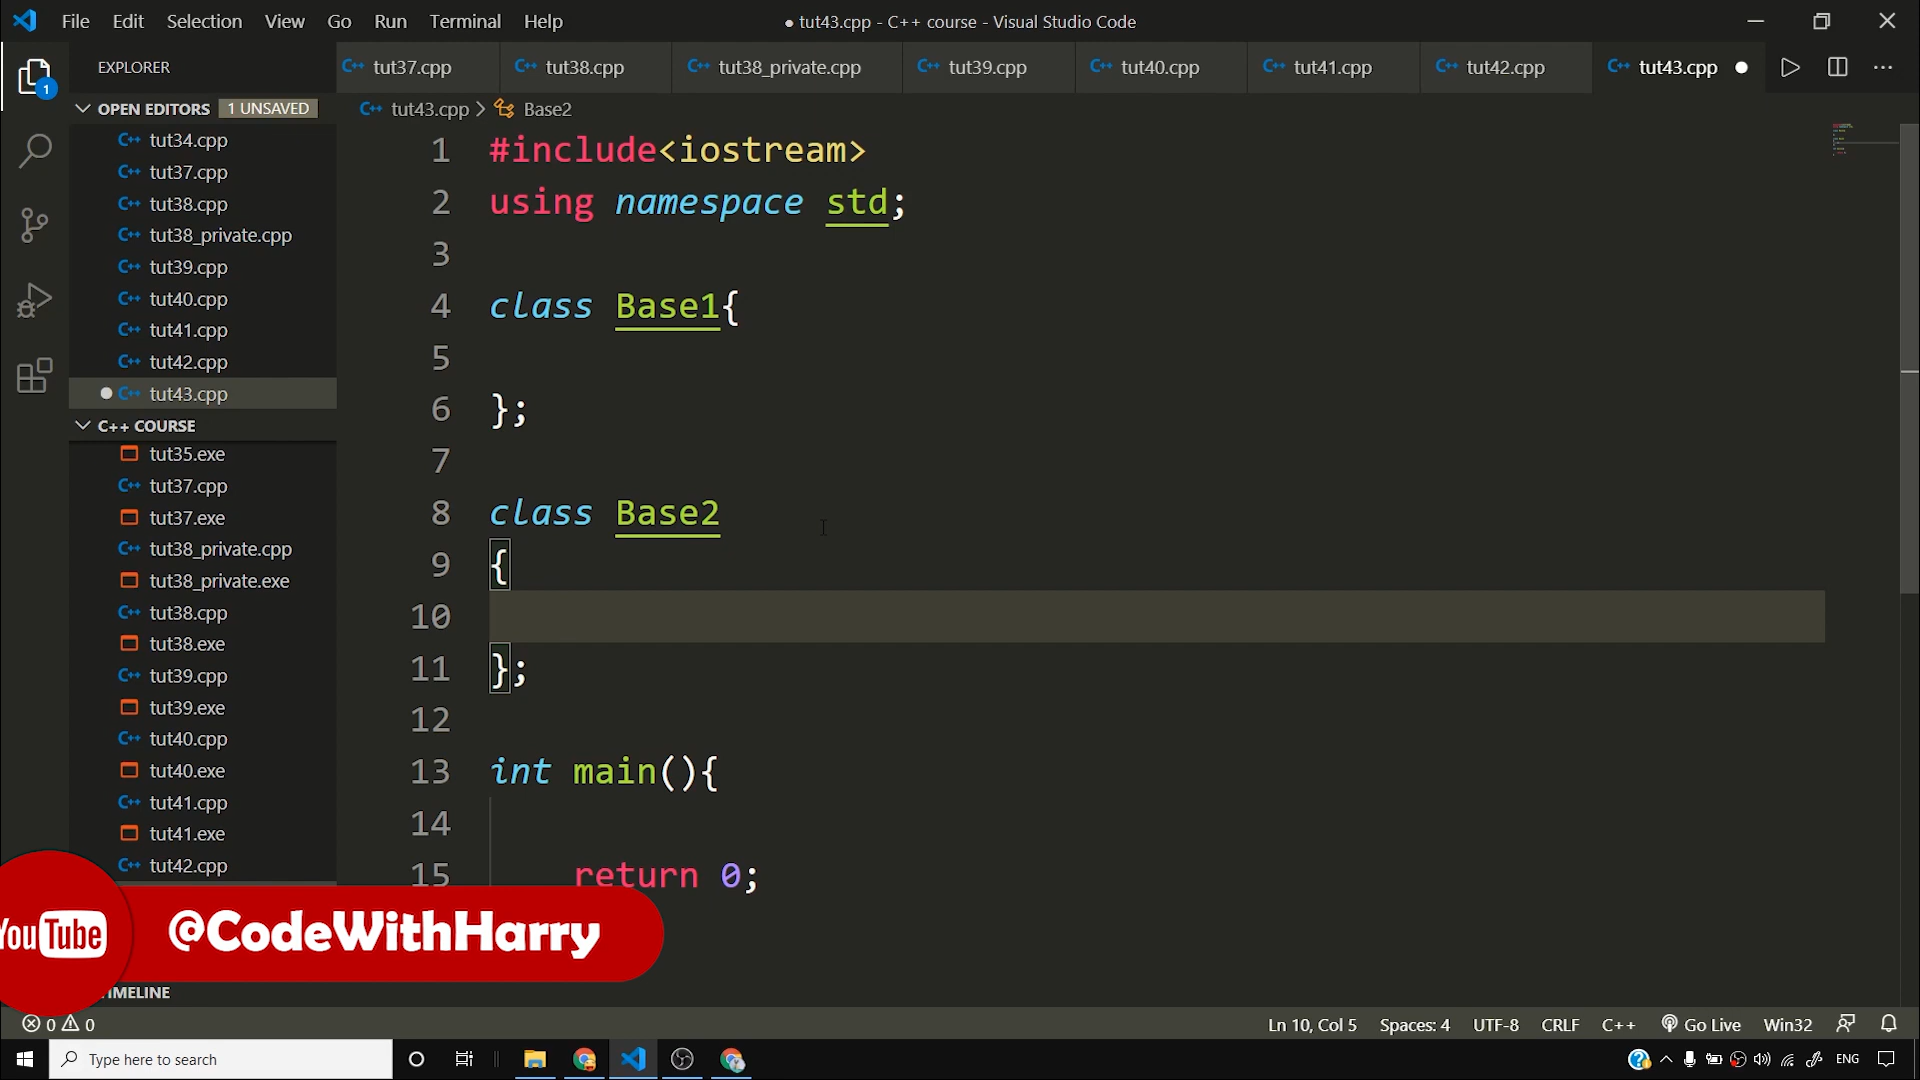 File Edit Selection View Go Run Terminal Help
● tut43.cpp - C++ course - Visual Studio Code
EXPLORER
tut37.cpp tut38.cpp tut38_private.cpp tut39.cpp tut40.cpp tut41.cpp tut42.cpp tut43.cpp
OPEN EDITORS 1 UNSAVED
1
tut34.cpp
tut37.cpp
tut38.cpp
tut38_private.cpp
tut39.cpp
tut40.cpp
tut41.cpp
tut42.cpp
tut43.cpp
C++ COURSE
tut35.exe
tut37.cpp
tut37.exe
tut38_private.cpp
tut38_private.exe
tut38.cpp
tut38.exe
tut39.cpp
tut39.exe
tut40.cpp
tut40.exe
tut41.cpp
tut41.exe
tut42.cpp
TIMELINE
tut43.cpp > Base2
1 #include<iostream>
2 using namespace std;
3
4 class Base1{
5
6 };
7
8 class Base2
9 {
10
11 };
12
13 int main(){
14
15 return 0;
YouTube @CodeWithHarry
0 0
Ln 10, Col 5 Spaces: 4 UTF-8 CRLF C++ Go Live Win32
Type here to search
ENG